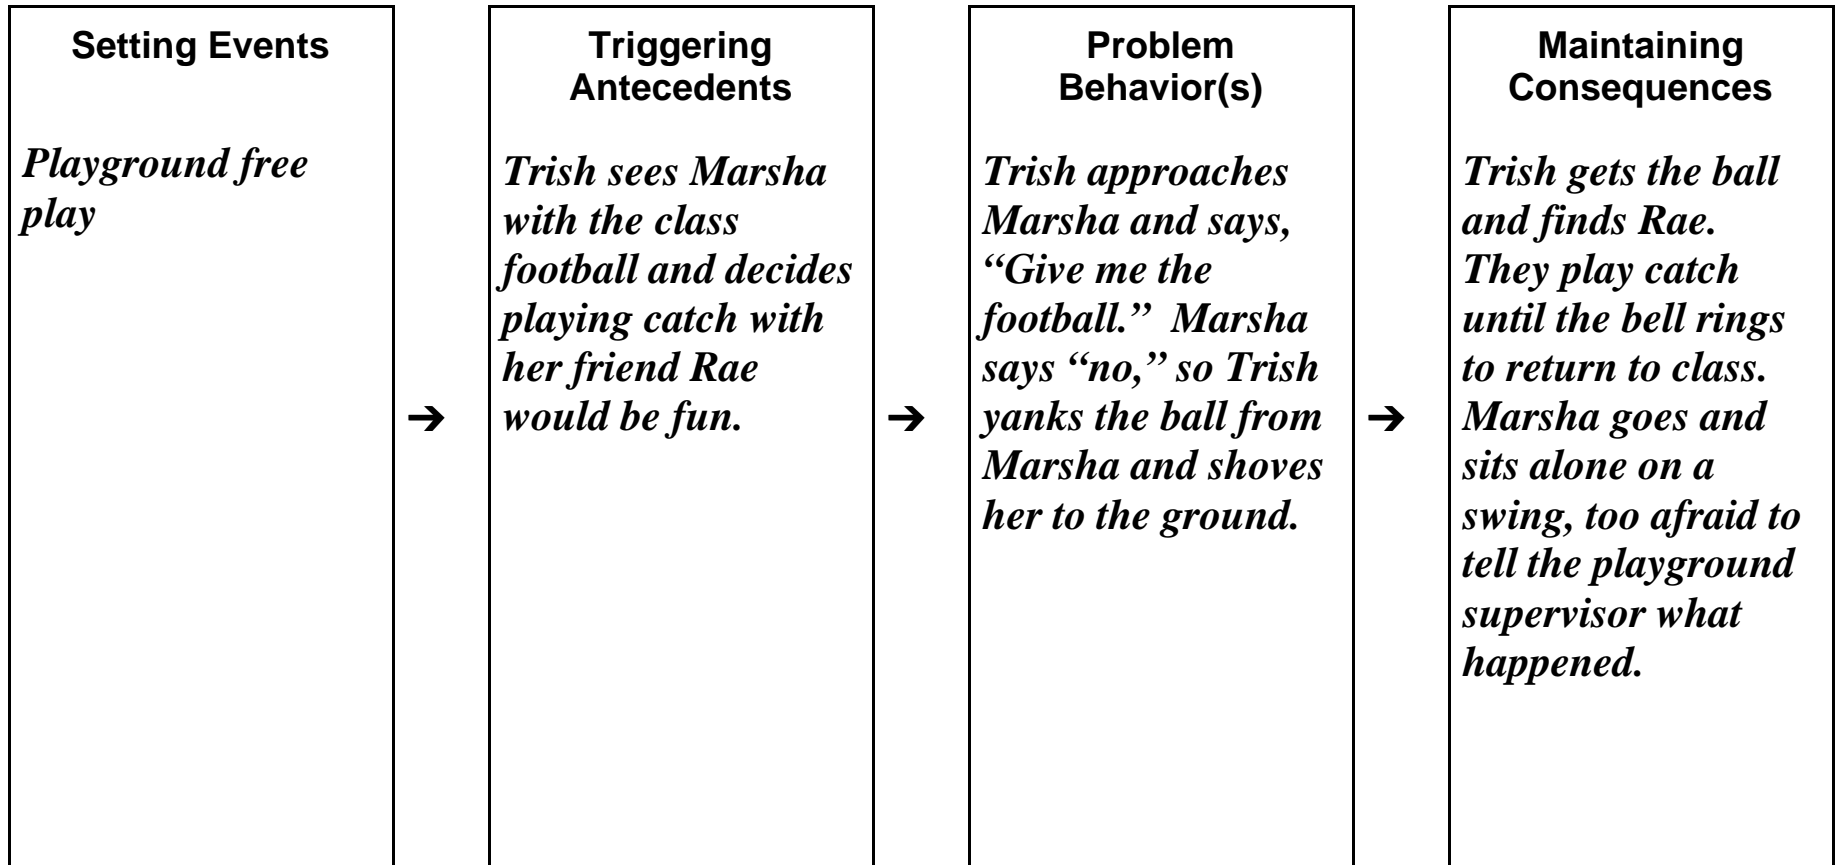 Setting Events
Playground free
play
➔
Triggering
Antecedents
Trish sees Marsha
with the class
football and decides
playing catch with
her friend Rae
would be fun.
➔
Problem
Behavior(s)
Trish approaches
Marsha and says,
“Give me the
football.”  Marsha
says “no,” so Trish
yanks the ball from
Marsha and shoves
her to the ground.
➔
Maintaining
Consequences
Trish gets the ball
and finds Rae.
They play catch
until the bell rings
to return to class.
Marsha goes and
sits alone on a
swing, too afraid to
tell the playground
supervisor what
happened.